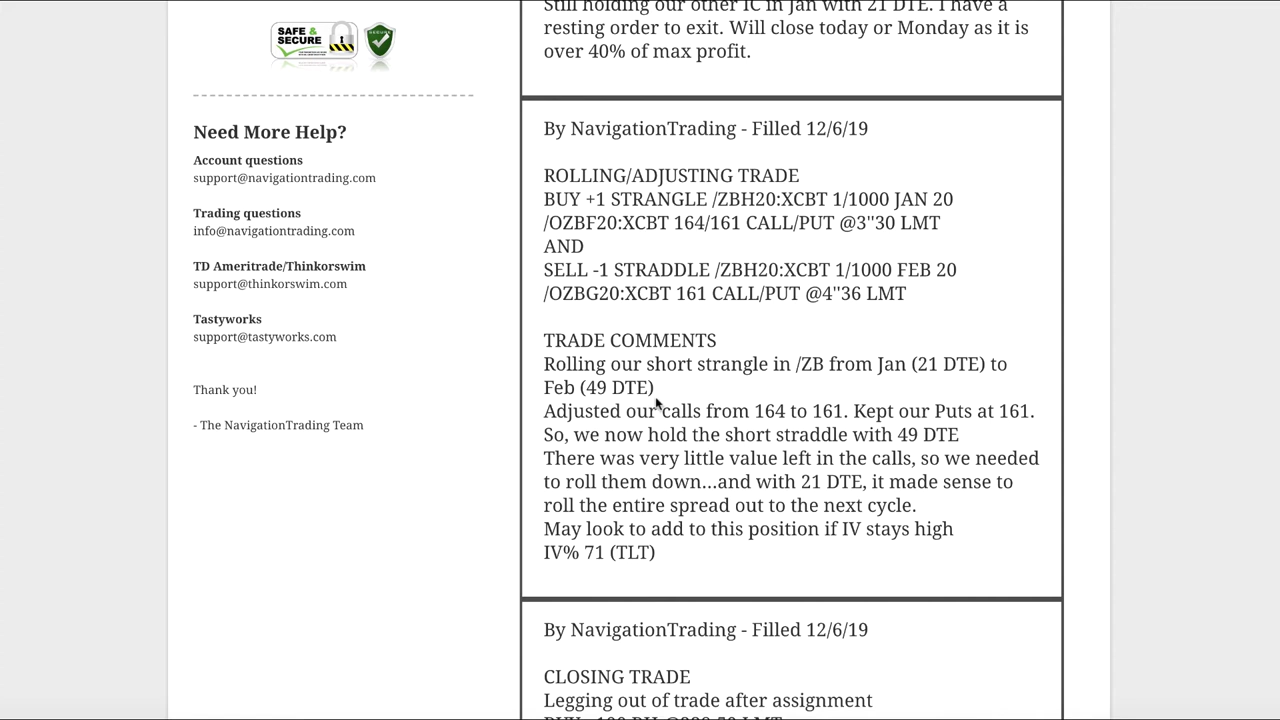 SAFE &
SECURE
SECURE
Need More Help?
Account questions
support@navigationtrading.com
Trading questions
info@navigationtrading.com
TD Ameritrade/Thinkorswim
support@thinkorswim.com
Tastyworks
support@tastyworks.com
Thank you!
- The NavigationTrading Team
Still holding our other IC in Jan with 21 DTE. I have a
resting order to exit. Will close today or Monday as it is
over 40% of max profit.
By NavigationTrading - Filled 12/6/19
ROLLING/ADJUSTING TRADE
BUY +1 STRANGLE /ZBH20:XCBT 1/1000 JAN 20
/OZBF20:XCBT 164/161 CALL/PUT @3"30 LMT
AND
SELL -1 STRADDLE /ZBH20:XCBT 1/1000 FEB 20
/OZBG20:XCBT 161 CALL/PUT @4"36 LMT
TRADE COMMENTS
Rolling our short strangle in /ZB from Jan (21 DTE) to
Feb (49 DTE)
Adjusted our calls from 164 to 161. Kept our Puts at 161.
So, we now hold the short straddle with 49 DTE
There was very little value left in the calls, so we needed
to roll them down...and with 21 DTE, it made sense to
roll the entire spread out to the next cycle.
May look to add to this position if IV stays high
IV% 71 (TLT)
By NavigationTrading - Filled 12/6/19
CLOSING TRADE
Legging out of trade after assignment